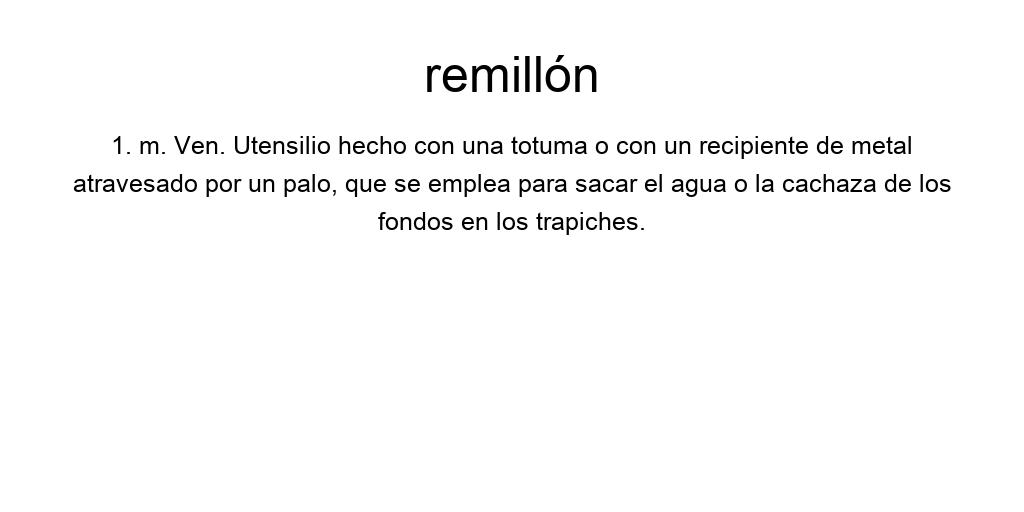 remillón
1. m. Ven. Utensilio hecho con una totuma o con un recipiente de metal
atravesado por un palo, que se emplea para sacar el agua o la cachaza de los
fondos en los trapiches.